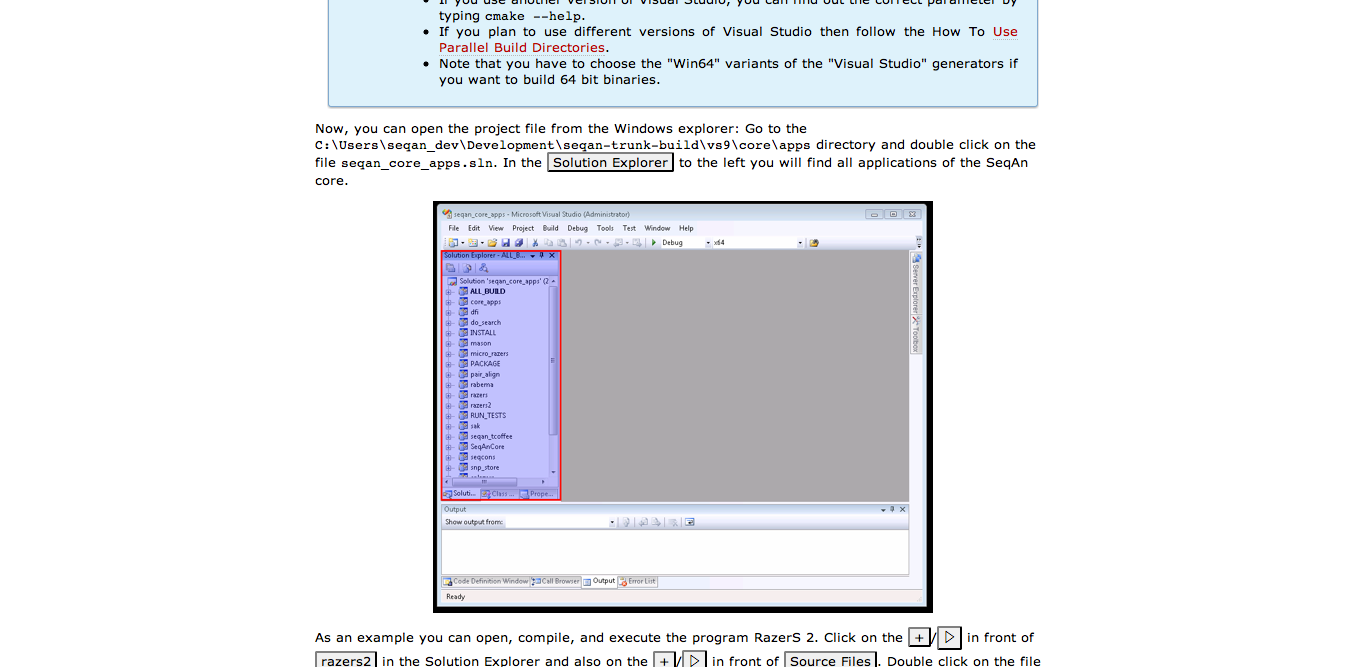 If you use another version of Visual Studio, you can find out the correct parameter by
typing cmake --help.
If you plan to use different versions of Visual Studio then follow the How To Use
Parallel Build Directories.
Note that you have to choose the "Win64" variants of the "Visual Studio" generators if
you want to build 64 bit binaries.
Now, you can open the project file from the Windows explorer: Go to the
C:\Users\seqan_dev\Development\seqan-trunk-build\vs9\core\apps directory and double click on the
file seqan_core_apps.sln. In the Solution Explorer to the left you will find all applications of the SeqAn
core.
seqan_core_apps - Microsoft Visual Studio (Administrator)
File Edit View Project Build Debug Tools Test Window Help
Debug x64
Solution Explorer - ALL_B...
Solution 'seqan_core_apps' (2
ALL_BUILD
core_apps
dfi
do_search
INSTALL
mason
micro_razers
PACKAGE
pair_align
rabema
razers
razers2
RUN_TESTS
sak
seqan_tcoffee
SeqAnCore
seqcons
snp_store
Soluti... Class ... Prope...
Server Explorer
Toolbox
Output
Show output from:
Code Definition Window Call Browser Output Error List
Ready
As an example you can open, compile, and execute the program RazerS 2. Click on the +/▷ in front of
razers2 in the Solution Explorer and also on the +/▷ in front of Source Files. Double click on the file